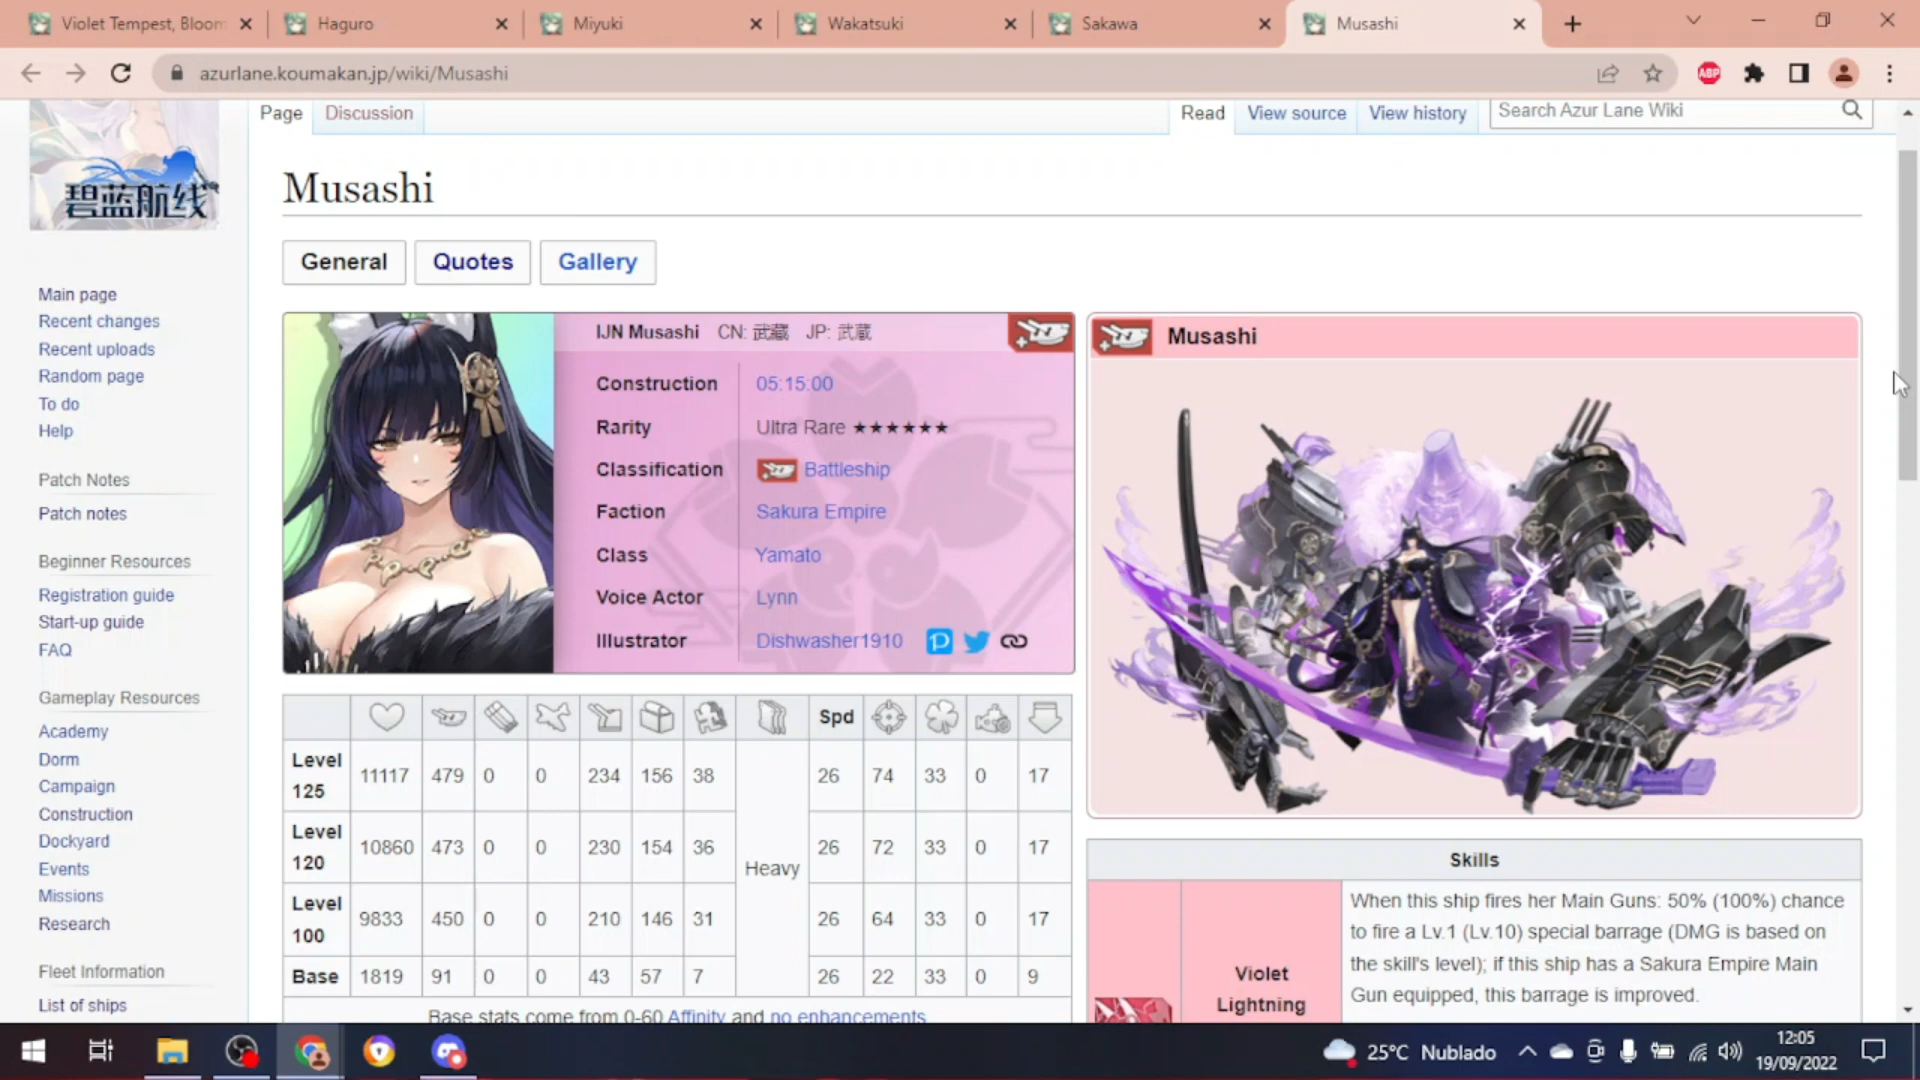 Violet Tempest, Bloom
Haguro
Miyuki
Wakatsuki
Sakawa
Musashi
azurlane.koumakan.jp/wiki/Musashi
ABP
碧蓝航线
Page
Discussion
Read
View source
View history
Search Azur Lane Wiki
Musashi
General
Quotes
Gallery
Main page
Recent changes
Recent uploads
Random page
To do
Help
Patch Notes
Patch notes
Beginner Resources
Registration guide
Start-up guide
FAQ
Gameplay Resources
Academy
Dorm
Campaign
Construction
Dockyard
Events
Missions
Research
Fleet Information
List of ships
IJN Musashi CN: 武藏 JP: 武蔵
Construction 05:15:00
Rarity Ultra Rare ★★★★★★
Classification Battleship
Faction Sakura Empire
Class Yamato
Voice Actor Lynn
Illustrator Dishwasher1910
Musashi
Spd
Level 125 11117 479 0 0 234 156 38 26 74 33 0 17
Level 120 10860 473 0 0 230 154 36 Heavy 26 72 33 0 17
Level 100 9833 450 0 0 210 146 31 26 64 33 0 17
Base 1819 91 0 0 43 57 7 26 22 33 0 9
Base stats come from 0-60 Affinity and no enhancements
Skills
Violet
Lightning
When this ship fires her Main Guns: 50% (100%) chance
to fire a Lv.1 (Lv.10) special barrage (DMG is based on
the skill's level); if this ship has a Sakura Empire Main
Gun equipped, this barrage is improved.
25°C Nublado
12:05
19/09/2022